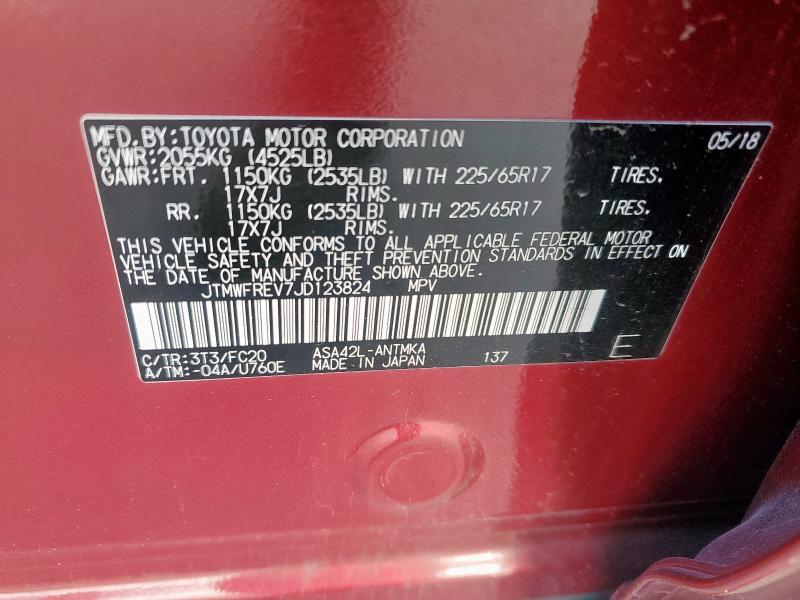 MFD.BY:TOYOTA MOTOR CORPORATION 05/18
GVWR:2055KG (4525LB)
GAWR:FRT. 1150KG (2535LB) WITH 225/65R17 TIRES.
17X7J RIMS.
RR. 1150KG (2535LB) WITH 225/65R17 TIRES.
17X7J RIMS.
THIS VEHICLE CONFORMS TO ALL APPLICABLE FEDERAL MOTOR
VEHICLE SAFETY AND THEFT PREVENTION STANDARDS IN EFFECT ON
THE DATE OF MANUFACTURE SHOWN ABOVE.
JTMWFREV7JD123824 MPV
C/TR:3T3/FC20 ASA42L-ANTMKA 137 E
A/TM:-04A/U760E MADE IN JAPAN